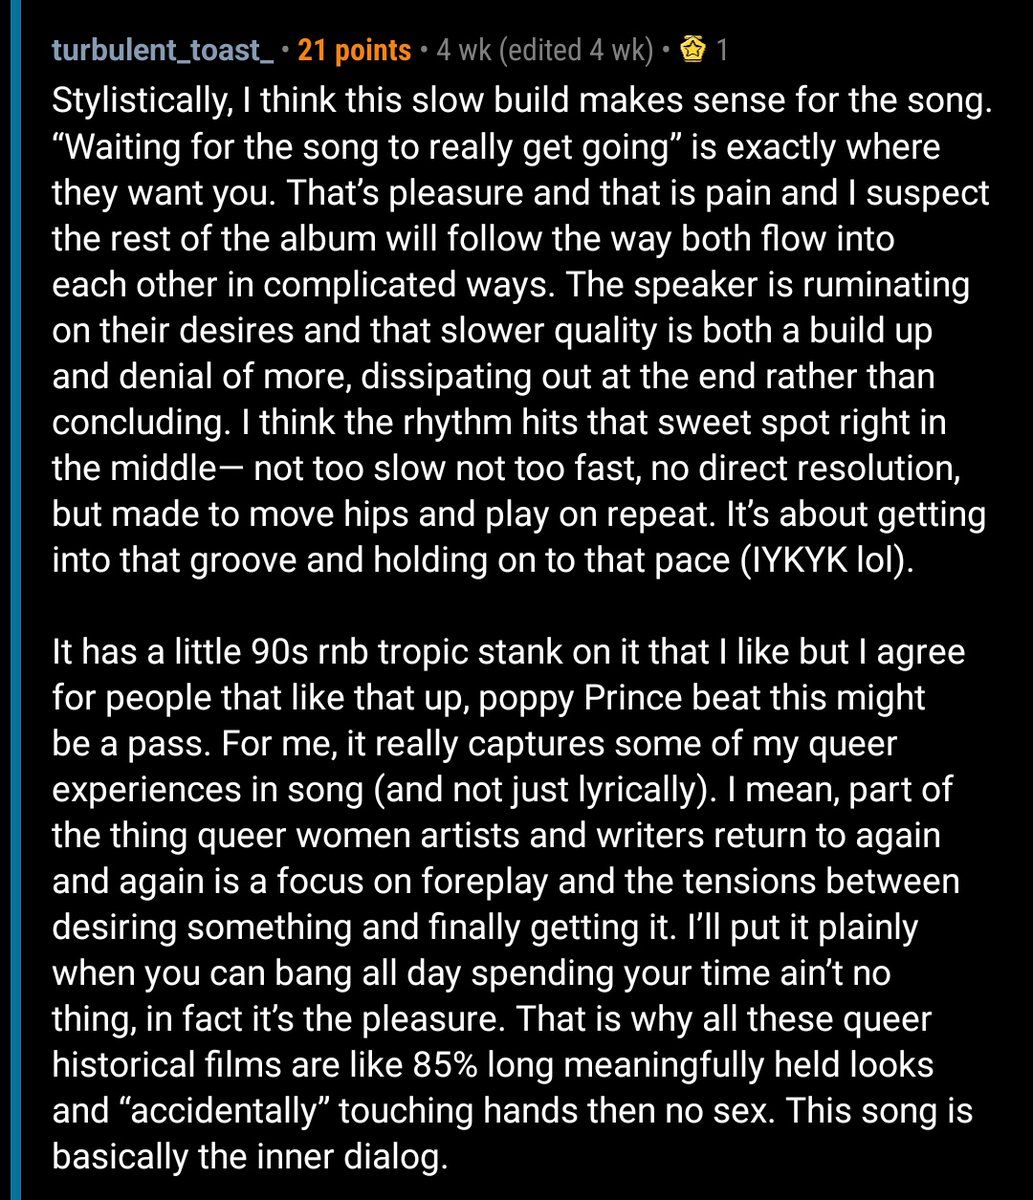 turbulent_toast_ • 21 points • 4 wk (edited 4 wk) • 1
Stylistically, I think this slow build makes sense for the song.
“Waiting for the song to really get going” is exactly where
they want you. That’s pleasure and that is pain and I suspect
the rest of the album will follow the way both flow into
each other in complicated ways. The speaker is ruminating
on their desires and that slower quality is both a build up
and denial of more, dissipating out at the end rather than
concluding. I think the rhythm hits that sweet spot right in
the middle— not too slow not too fast, no direct resolution,
but made to move hips and play on repeat. It’s about getting
into that groove and holding on to that pace (IYKYK lol).
It has a little 90s rnb tropic stank on it that I like but I agree
for people that like that up, poppy Prince beat this might
be a pass. For me, it really captures some of my queer
experiences in song (and not just lyrically). I mean, part of
the thing queer women artists and writers return to again
and again is a focus on foreplay and the tensions between
desiring something and finally getting it. I’ll put it plainly
when you can bang all day spending your time ain’t no
thing, in fact it’s the pleasure. That is why all these queer
historical films are like 85% long meaningfully held looks
and “accidentally” touching hands then no sex. This song is
basically the inner dialog.